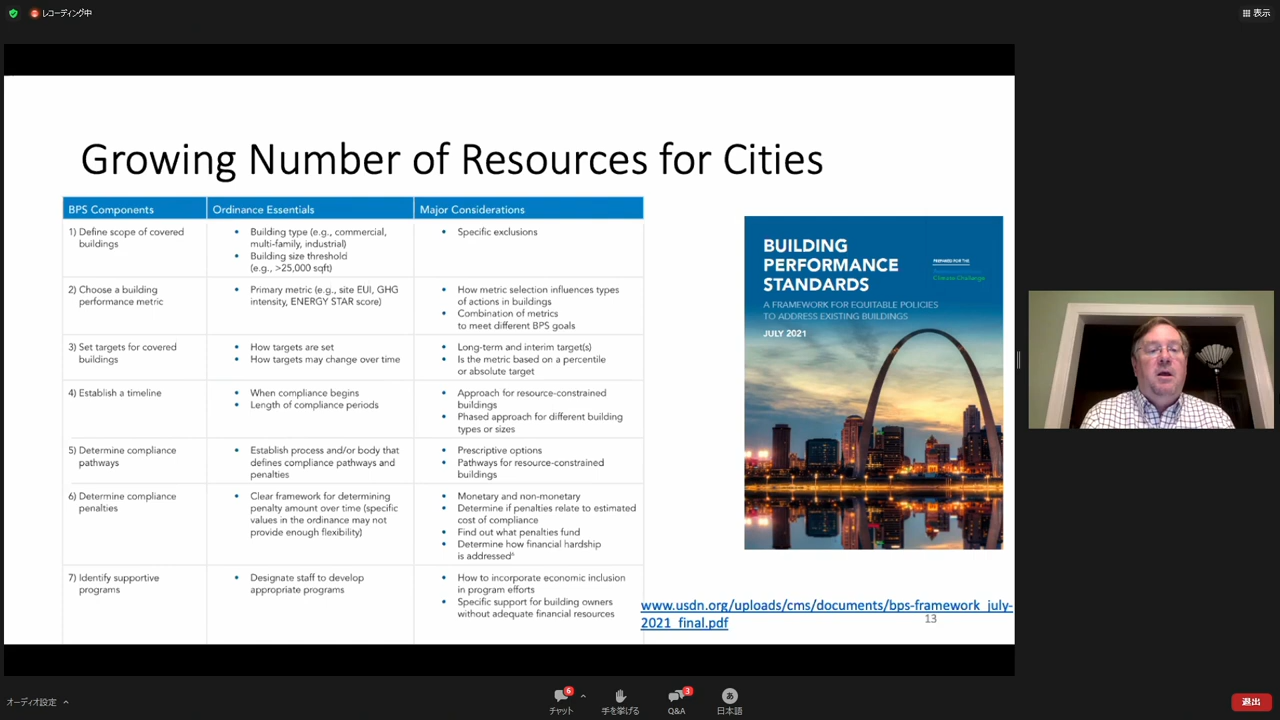 レコーディング中
表示
Growing Number of Resources for Cities
BPS Components
Ordinance Essentials
Major Considerations
1) Define scope of covered
buildings
• Building type (e.g., commercial,
multi-family, industrial)
• Building size threshold
(e.g., >25,000 sqft)
• Specific exclusions
2) Choose a building
performance metric
• Primary metric (e.g., site EUI, GHG
intensity, ENERGY STAR score)
• How metric selection influences types
of actions in buildings
• Combination of metrics
to meet different BPS goals
3) Set targets for covered
buildings
• How targets are set
• How targets may change over time
• Long-term and interim target(s)
• Is the metric based on a percentile
or absolute target
4) Establish a timeline
• When compliance begins
• Length of compliance periods
• Approach for resource-constrained
buildings
• Phased approach for different building
types or sizes
5) Determine compliance
pathways
• Establish process and/or body that
defines compliance pathways and
penalties
• Prescriptive options
• Pathways for resource-constrained
buildings
6) Determine compliance
penalties
• Clear framework for determining
penalty amount over time (specific
values in the ordinance may not
provide enough flexibility)
• Monetary and non-monetary
• Determine if penalties relate to estimated
cost of compliance
• Find out what penalties fund
• Determine how financial hardship
is addressed⁶
7) Identify supportive
programs
• Designate staff to develop
appropriate programs
• How to incorporate economic inclusion
in program efforts
• Specific support for building owners
without adequate financial resources
BUILDING
PERFORMANCE
STANDARDS
PREPARED FOR THE
Climate Challenge
A FRAMEWORK FOR EQUITABLE POLICIES
TO ADDRESS EXISTING BUILDINGS
JULY 2021
www.usdn.org/uploads/cms/documents/bps-framework_july-
2021_final.pdf
13
オーディオ設定
6
チャット
手を挙げる
3
Q&A
あ
日本語
退出